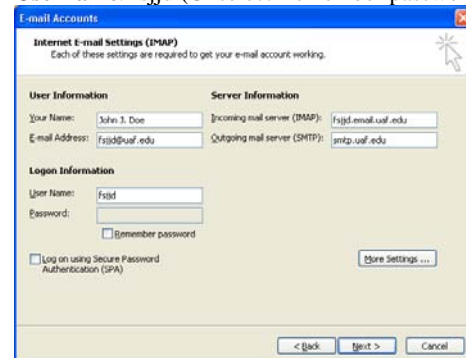 E-mail Accounts
Internet E-mail Settings (IMAP)
Each of these settings are required to get your e-mail account working.
User Information
Server Information
Your Name: John J. Doe
Incoming mail server (IMAP): fsjjd.email.uaf.edu
E-mail Address: fsjjd@uaf.edu
Outgoing mail server (SMTP): smtp.uaf.edu
Logon Information
User Name: fsjjd
Password:
Remember password
Log on using Secure Password
Authentication (SPA)
More Settings ...
< Back
Next >
Cancel